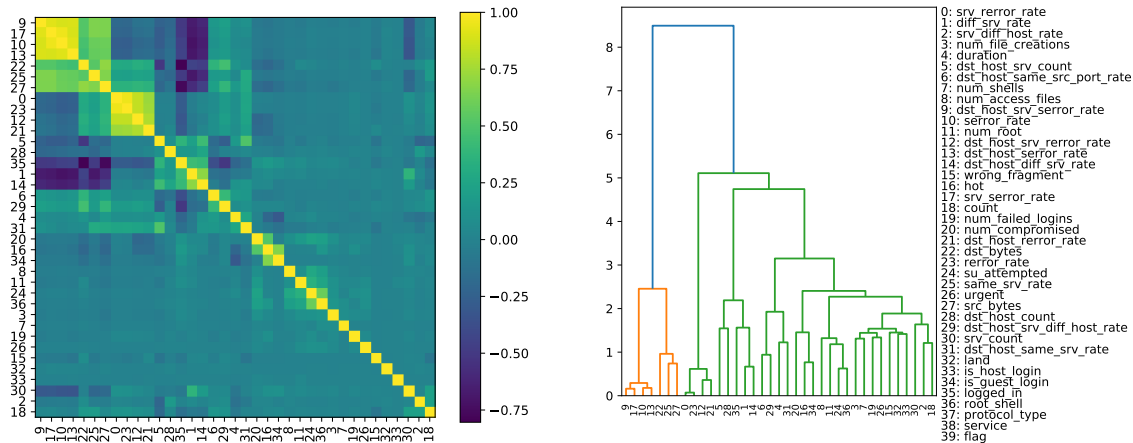 9
17
10
13
22
25
27
0
23
12
21
5
28
35
1
14
6
29
4
31
20
16
34
8
11
24
36
3
7
19
26
15
32
33
30
2
18
9 17 10 13 22 25 27 0 23 12 21 5 28 35 1 14 6 29 4 31 20 16 34 8 11 24 36 3 7 19 26 15 32 33 30 2 18
1.00
0.75
0.50
0.25
0.00
−0.25
−0.50
−0.75
8
7
6
5
4
3
2
1
0
9 17 10 13 22 25 27 0 23 12 21 5 28 35 1 14 6 29 4 31 20 16 34 8 11 24 36 3 7 19 26 15 32 33 30 2 18
0: srv_rerror_rate
1: diff_srv_rate
2: srv_diff_host_rate
3: num_file_creations
4: duration
5: dst_host_srv_count
6: dst_host_same_src_port_rate
7: num_shells
8: num_access_files
9: dst_host_srv_serror_rate
10: serror_rate
11: num_root
12: dst_host_srv_rerror_rate
13: dst_host_serror_rate
14: dst_host_diff_srv_rate
15: wrong_fragment
16: hot
17: srv_serror_rate
18: count
19: num_failed_logins
20: num_compromised
21: dst_host_rerror_rate
22: dst_bytes
23: rerror_rate
24: su_attempted
25: same_srv_rate
26: urgent
27: src_bytes
28: dst_host_count
29: dst_host_srv_diff_host_rate
30: srv_count
31: dst_host_same_srv_rate
32: land
33: is_host_login
34: is_guest_login
35: logged_in
36: root_shell
37: protocol_type
38: service
39: flag